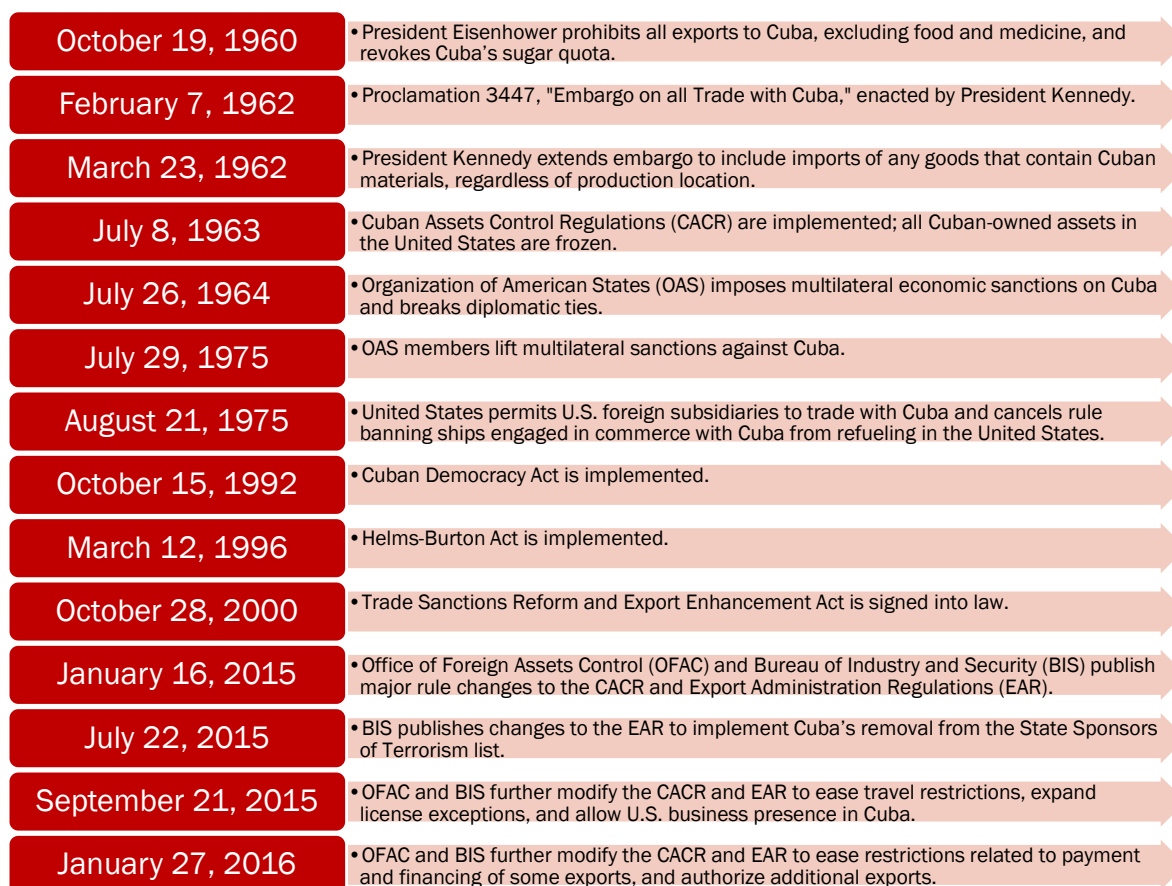 October 19, 1960
•President Eisenhower prohibits all exports to Cuba, excluding food and medicine, and
revokes Cuba's sugar quota.
February 7, 1962
•Proclamation 3447, "Embargo on all Trade with Cuba," enacted by President Kennedy.
March 23, 1962
•President Kennedy extends embargo to include imports of any goods that contain Cuban
materials, regardless of production location.
July 8, 1963
•Cuban Assets Control Regulations (CACR) are implemented; all Cuban-owned assets in
the United States are frozen.
July 26, 1964
•Organization of American States (OAS) imposes multilateral economic sanctions on Cuba
and breaks diplomatic ties.
July 29, 1975
•OAS members lift multilateral sanctions against Cuba.
August 21, 1975
•United States permits U.S. foreign subsidiaries to trade with Cuba and cancels rule
banning ships engaged in commerce with Cuba from refueling in the United States.
October 15, 1992
•Cuban Democracy Act is implemented.
March 12, 1996
•Helms-Burton Act is implemented.
October 28, 2000
•Trade Sanctions Reform and Export Enhancement Act is signed into law.
January 16, 2015
•Office of Foreign Assets Control (OFAC) and Bureau of Industry and Security (BIS) publish
major rule changes to the CACR and Export Administration Regulations (EAR).
July 22, 2015
•BIS publishes changes to the EAR to implement Cuba's removal from the State Sponsors
of Terrorism list.
September 21, 2015
•OFAC and BIS further modify the CACR and EAR to ease travel restrictions, expand
license exceptions, and allow U.S. business presence in Cuba.
January 27, 2016
•OFAC and BIS further modify the CACR and EAR to ease restrictions related to payment
and financing of some exports, and authorize additional exports.